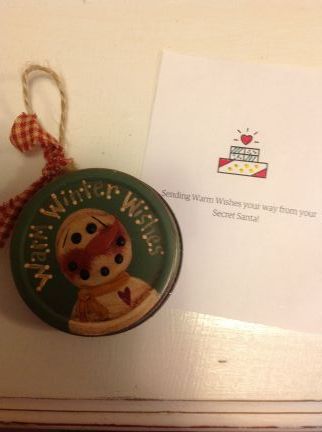 Warm Winter Wishes
Sending Warm Wishes your way from your
Secret Santa!